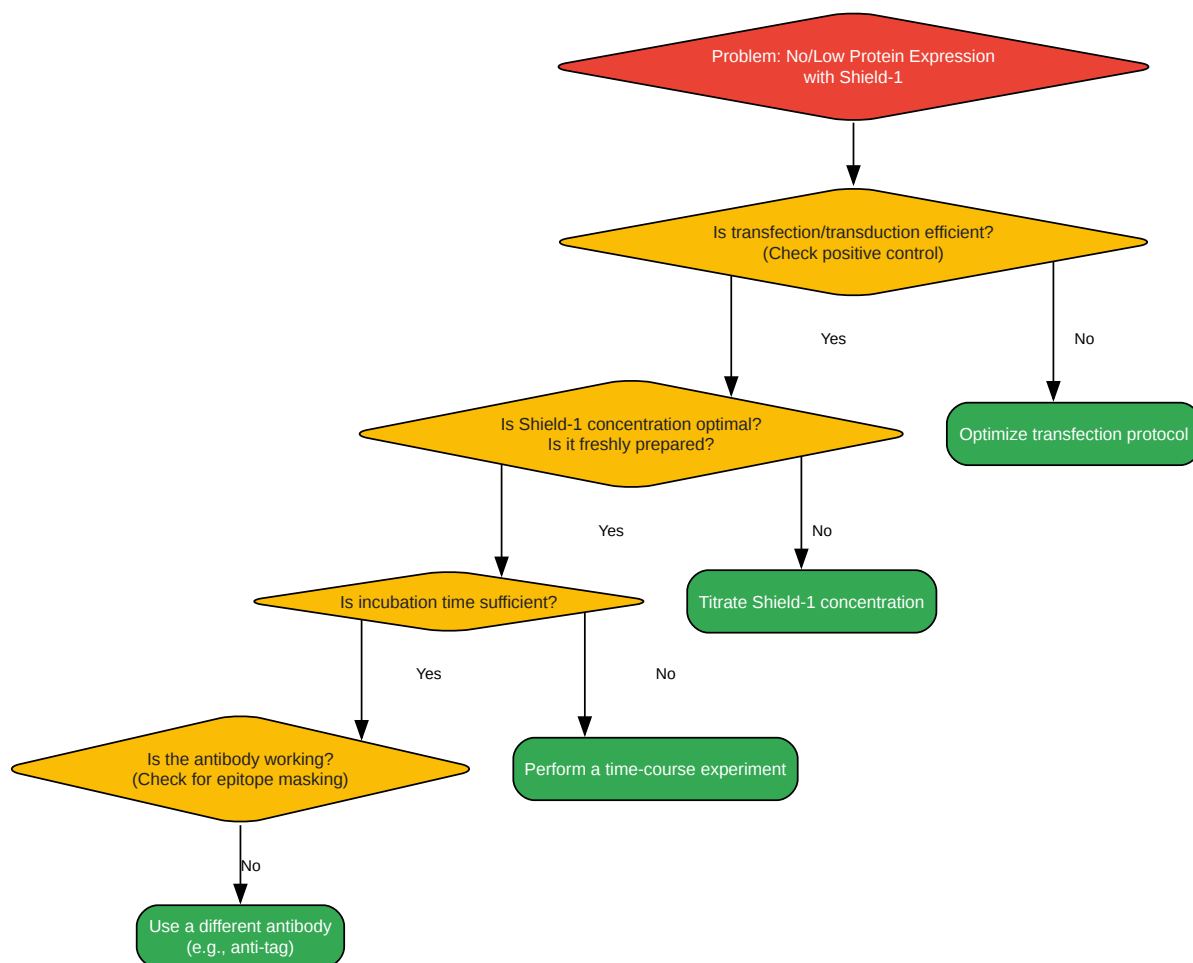 Problem: No/Low Protein Expression
with Shield-1
Is transfection/transduction efficient?
(Check positive control)
Yes
No
Is Shield-1 concentration optimal?
Is it freshly prepared?
Optimize transfection protocol
Yes
No
Is incubation time sufficient?
Titrate Shield-1 concentration
Yes
No
Is the antibody working?
(Check for epitope masking)
Perform a time-course experiment
No
Use a different antibody
(e.g., anti-tag)